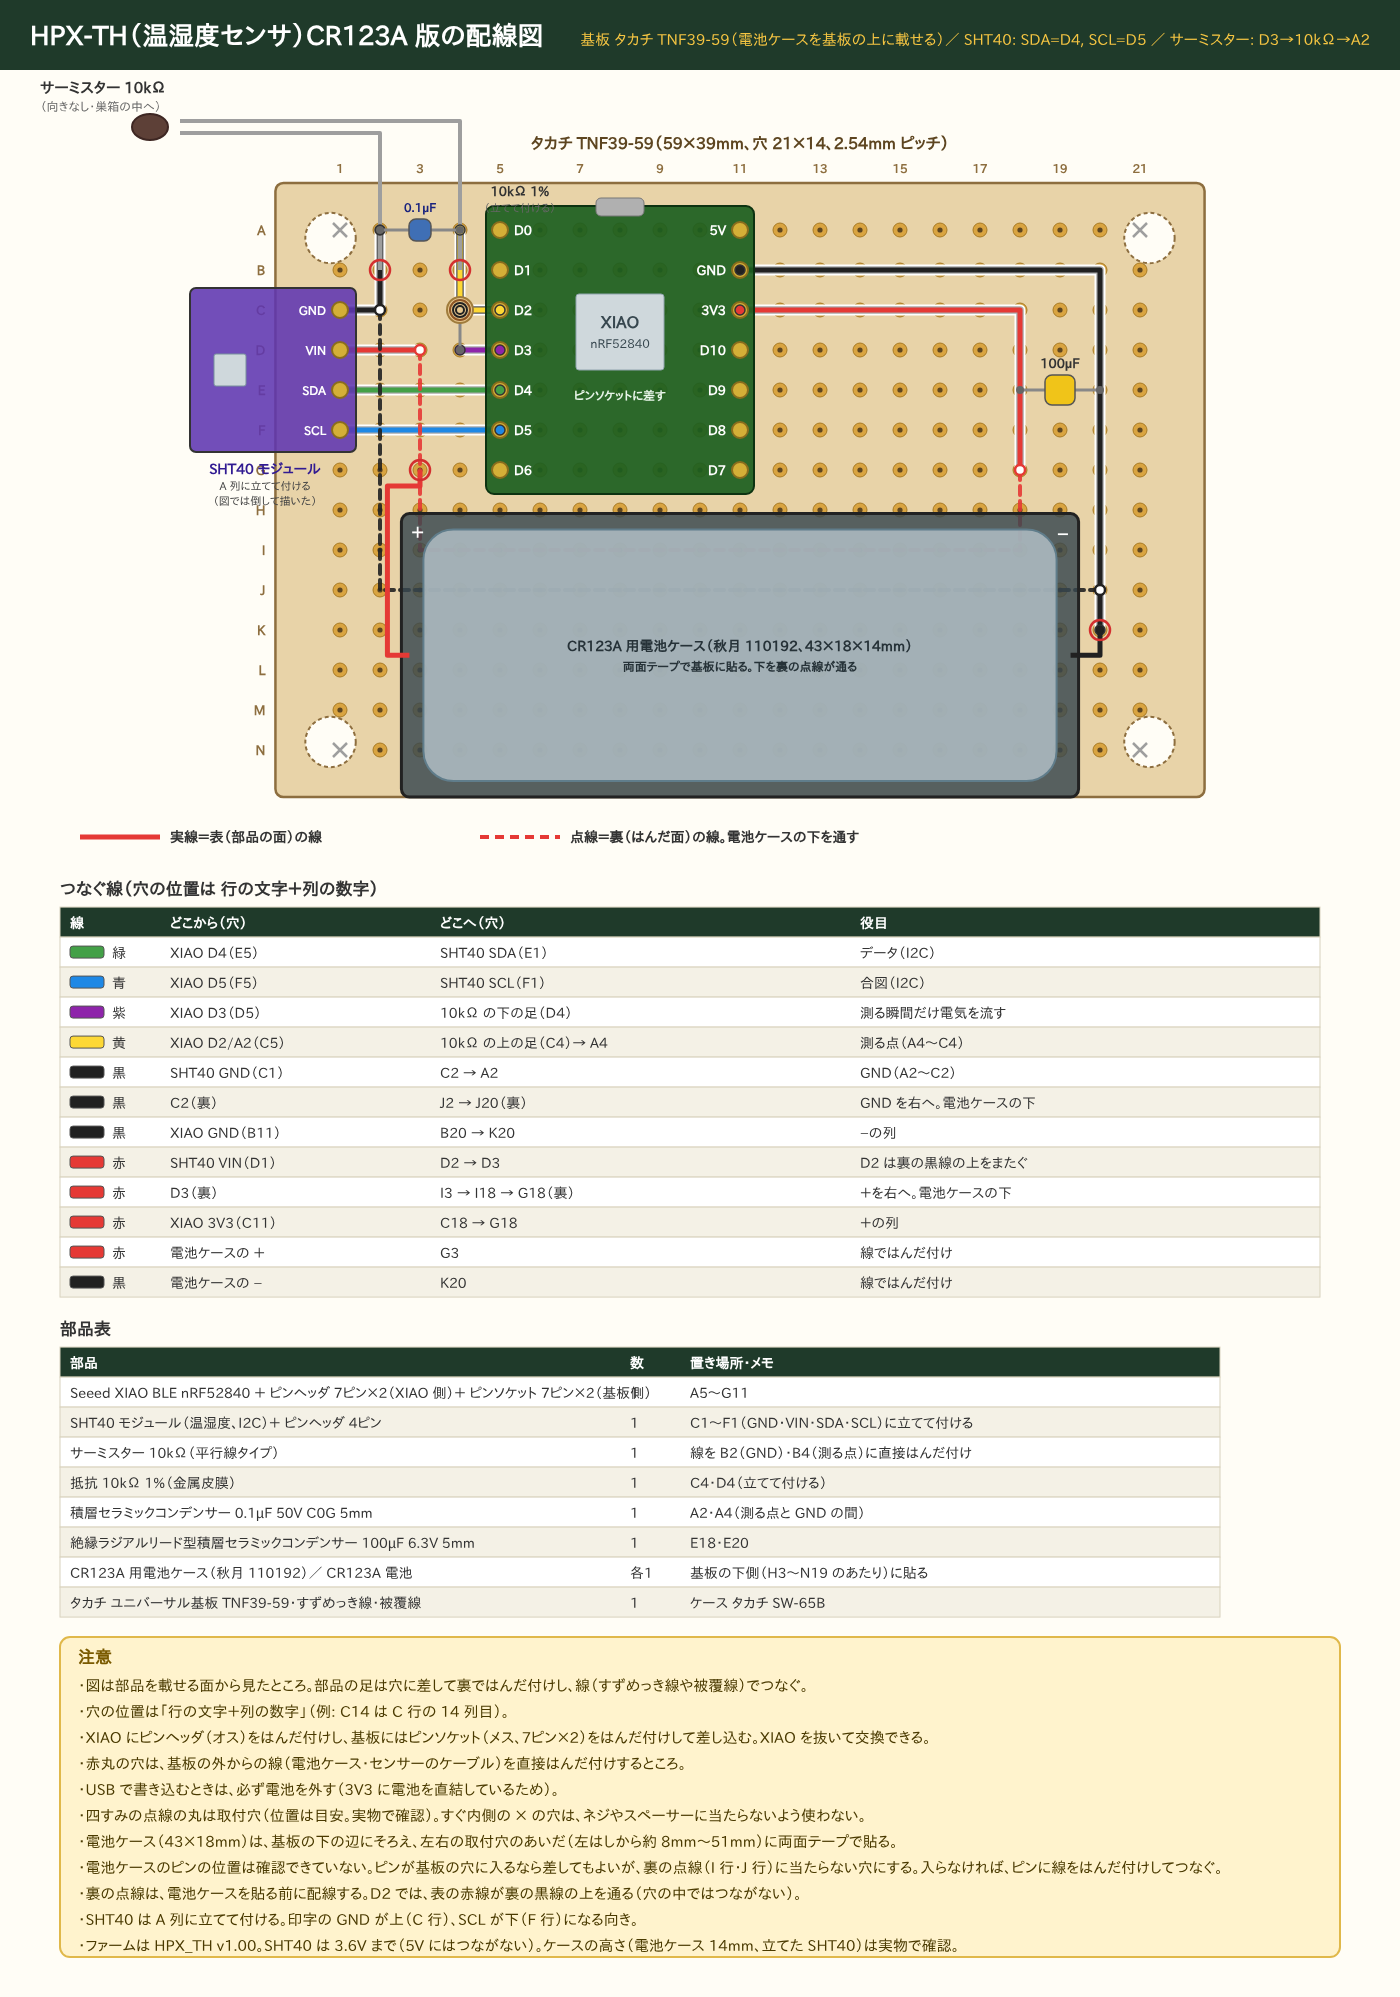 HPX-TH（温湿度センサ）CR123A 版の配線図
基板 タカチ TNF39-59（電池ケースを基板の上に載せる）／ SHT40: SDA=D4, SCL=D5 ／ サーミスター: D3→10kΩ→A2
サーミスター 10kΩ
（向きなし・巣箱の中へ）
タカチ TNF39-59（59×39mm、穴 21×14、2.54mm ピッチ）
1 3 5 7 9 11 13 15 17 19 21
10kΩ 1%
（立てて付ける）
0.1µF
A D0 5V
B D1 GND
C GND D2 3V3
XIAO
nRF52840
D VIN D3 D10
100µF
E SDA D4 D9
ピンソケットに差す
F SCL D5 D8
G D6 D7
SHT40 モジュール
A 列に立てて付ける
（図では倒して描いた）
H
+ −
I
J
K
CR123A 用電池ケース（秋月 110192、43×18×14mm）
両面テープで基板に貼る。下を裏の点線が通る
L
M
N
実線＝表（部品の面）の線
点線＝裏（はんだ面）の線。電池ケースの下を通す
つなぐ線（穴の位置は 行の文字＋列の数字）
線 どこから（穴） どこへ（穴） 役目
緑 XIAO D4（E5） SHT40 SDA（E1） データ（I2C）
青 XIAO D5（F5） SHT40 SCL（F1） 合図（I2C）
紫 XIAO D3（D5） 10kΩ の下の足（D4） 測る瞬間だけ電気を流す
黄 XIAO D2/A2（C5） 10kΩ の上の足（C4）→ A4 測る点（A4〜C4）
黒 SHT40 GND（C1） C2 → A2 GND（A2〜C2）
黒 C2（裏） J2 → J20（裏） GND を右へ。電池ケースの下
黒 XIAO GND（B11） B20 → K20 −の列
赤 SHT40 VIN（D1） D2 → D3 D2 は裏の黒線の上をまたぐ
赤 D3（裏） I3 → I18 → G18（裏） ＋を右へ。電池ケースの下
赤 XIAO 3V3（C11） C18 → G18 ＋の列
赤 電池ケースの ＋ G3 線ではんだ付け
黒 電池ケースの − K20 線ではんだ付け
部品表
部品 数 置き場所・メモ
Seeed XIAO BLE nRF52840 ＋ ピンヘッダ 7ピン×2（XIAO 側）＋ ピンソケット 7ピン×2（基板側） A5〜G11
SHT40 モジュール（温湿度、I2C）＋ ピンヘッダ 4ピン 1 C1〜F1（GND・VIN・SDA・SCL）に立てて付ける
サーミスター 10kΩ（平行線タイプ） 1 線を B2（GND）・B4（測る点）に直接はんだ付け
抵抗 10kΩ 1%（金属皮膜） 1 C4・D4（立てて付ける）
積層セラミックコンデンサー 0.1µF 50V C0G 5mm 1 A2・A4（測る点と GND の間）
絶縁ラジアルリード型積層セラミックコンデンサー 100µF 6.3V 5mm 1 E18・E20
CR123A 用電池ケース（秋月 110192）／ CR123A 電池 各1 基板の下側（H3〜N19 のあたり）に貼る
タカチ ユニバーサル基板 TNF39-59・すずめっき線・被覆線 1 ケース タカチ SW-65B
注意
・図は部品を載せる面から見たところ。部品の足は穴に差して裏ではんだ付けし、線（すずめっき線や被覆線）でつなぐ。
・穴の位置は「行の文字＋列の数字」（例: C14 は C 行の 14 列目）。
・XIAO にピンヘッダ（オス）をはんだ付けし、基板にはピンソケット（メス、7ピン×2）をはんだ付けして差し込む。XIAO を抜いて交換できる。
・赤丸の穴は、基板の外からの線（電池ケース・センサーのケーブル）を直接はんだ付けするところ。
・USB で書き込むときは、必ず電池を外す（3V3 に電池を直結しているため）。
・四すみの点線の丸は取付穴（位置は目安。実物で確認）。すぐ内側の × の穴は、ネジやスペーサーに当たらないよう使わない。
・電池ケース（43×18mm）は、基板の下の辺にそろえ、左右の取付穴のあいだ（左はしから約 8mm〜51mm）に両面テープで貼る。
・電池ケースのピンの位置は確認できていない。ピンが基板の穴に入るなら差してもよいが、裏の点線（I 行・J 行）に当たらない穴にする。入らなければ、ピンに線をはんだ付けしてつなぐ。
・裏の点線は、電池ケースを貼る前に配線する。D2 では、表の赤線が裏の黒線の上を通る（穴の中ではつながない）。
・SHT40 は A 列に立てて付ける。印字の GND が上（C 行）、SCL が下（F 行）になる向き。
・ファームは HPX_TH v1.00。SHT40 は 3.6V まで（5V にはつながない）。ケースの高さ（電池ケース 14mm、立てた SHT40）は実物で確認。